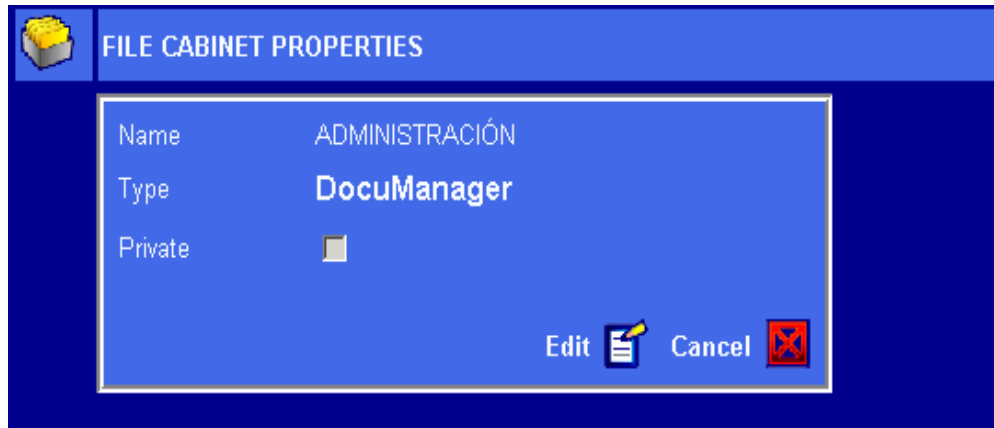 FILE CABINET PROPERTIES
Name ADMINISTRACIÓN
Type DocuManager
Private
Edit Cancel